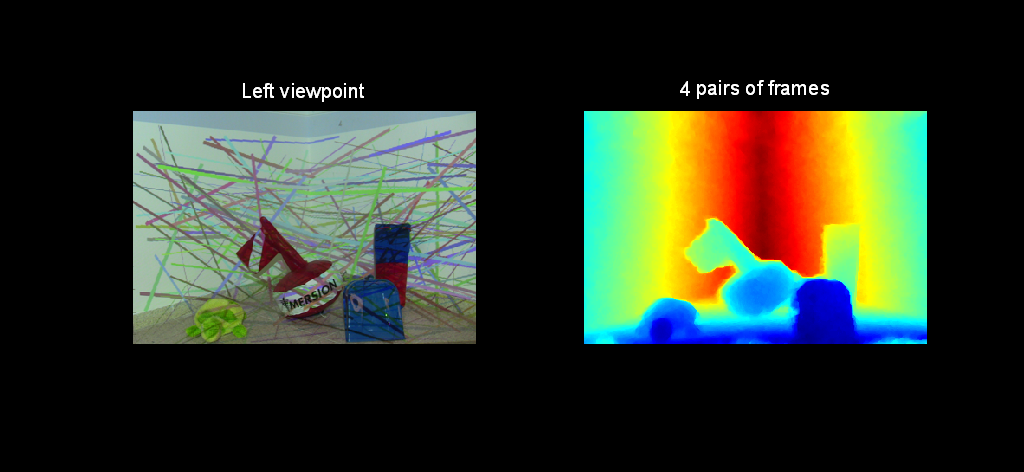 Left viewpoint
4 pairs of frames
MERSION